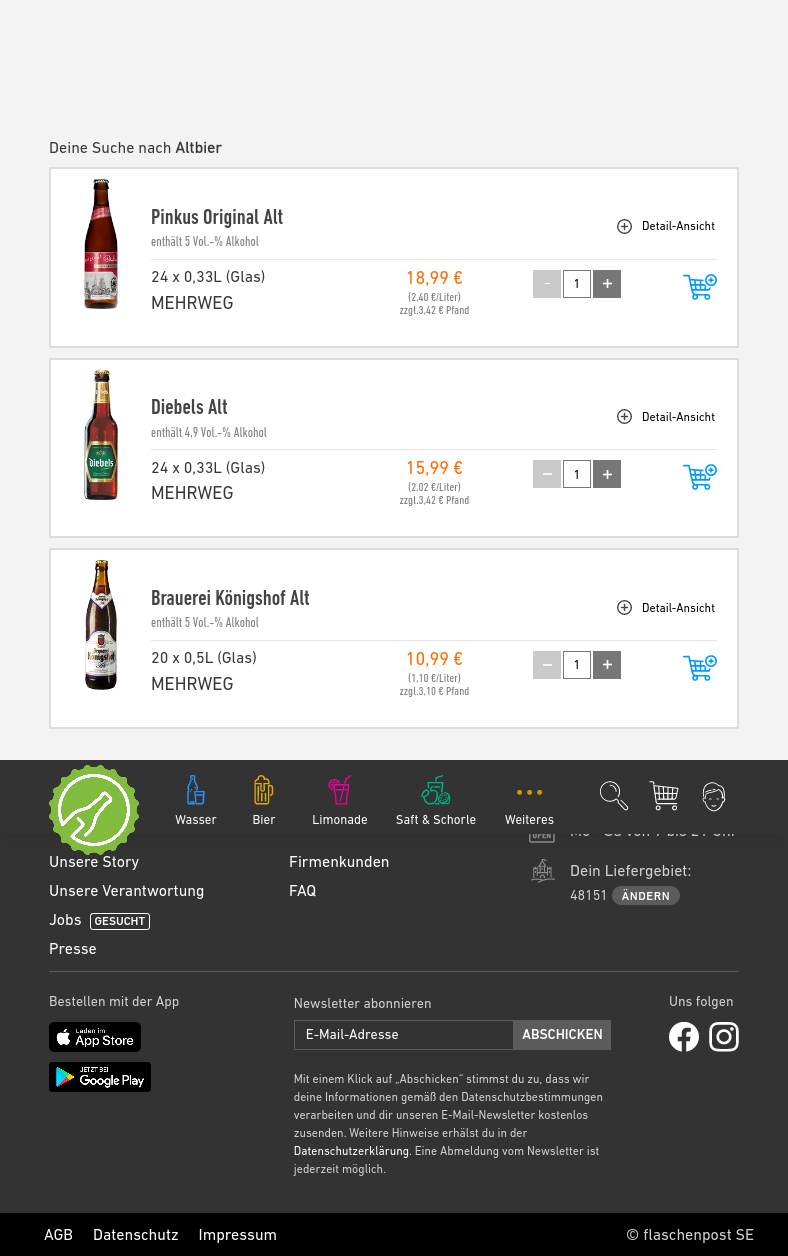 Deine Suche nach Altbier
Pinkus Original Alt
Detail-Ansicht
enthält 5 Vol.-% Alkohol
24 x 0,33L (Glas)
18,99 €
- 1 +
MEHRWEG
(2,40 €/Liter)
zzgl.3,42 € Pfand
Diebels
Diebels Alt
Detail-Ansicht
enthält 4,9 Vol.-% Alkohol
24 x 0,33L (Glas)
15,99 €
- 1 +
MEHRWEG
(2,02 €/Liter)
zzgl.3,42 € Pfand
Königshof
Brauerei Königshof Alt
Detail-Ansicht
enthält 5 Vol.-% Alkohol
20 x 0,5L (Glas)
10,99 €
- 1 +
MEHRWEG
(1,10 €/Liter)
zzgl.3,10 € Pfand
Wasser
Bier
Limonade
Saft & Schorle
Weiteres
OPEN
Unsere Story
Firmenkunden
Dein Liefergebiet:
Unsere Verantwortung
FAQ
48151 ÄNDERN
Jobs GESUCHT
Presse
Bestellen mit der App
Newsletter abonnieren
Uns folgen
Laden im
App Store
E-Mail-Adresse
ABSCHICKEN
JETZT BEI
Google Play
Mit einem Klick auf „Abschicken“ stimmst du zu, dass wir
deine Informationen gemäß den Datenschutzbestimmungen
verarbeiten und dir unseren E-Mail-Newsletter kostenlos
zusenden. Weitere Hinweise erhälst du in der
Datenschutzerklärung. Eine Abmeldung vom Newsletter ist
jederzeit möglich.
AGB
Datenschutz
Impressum
© flaschenpost SE